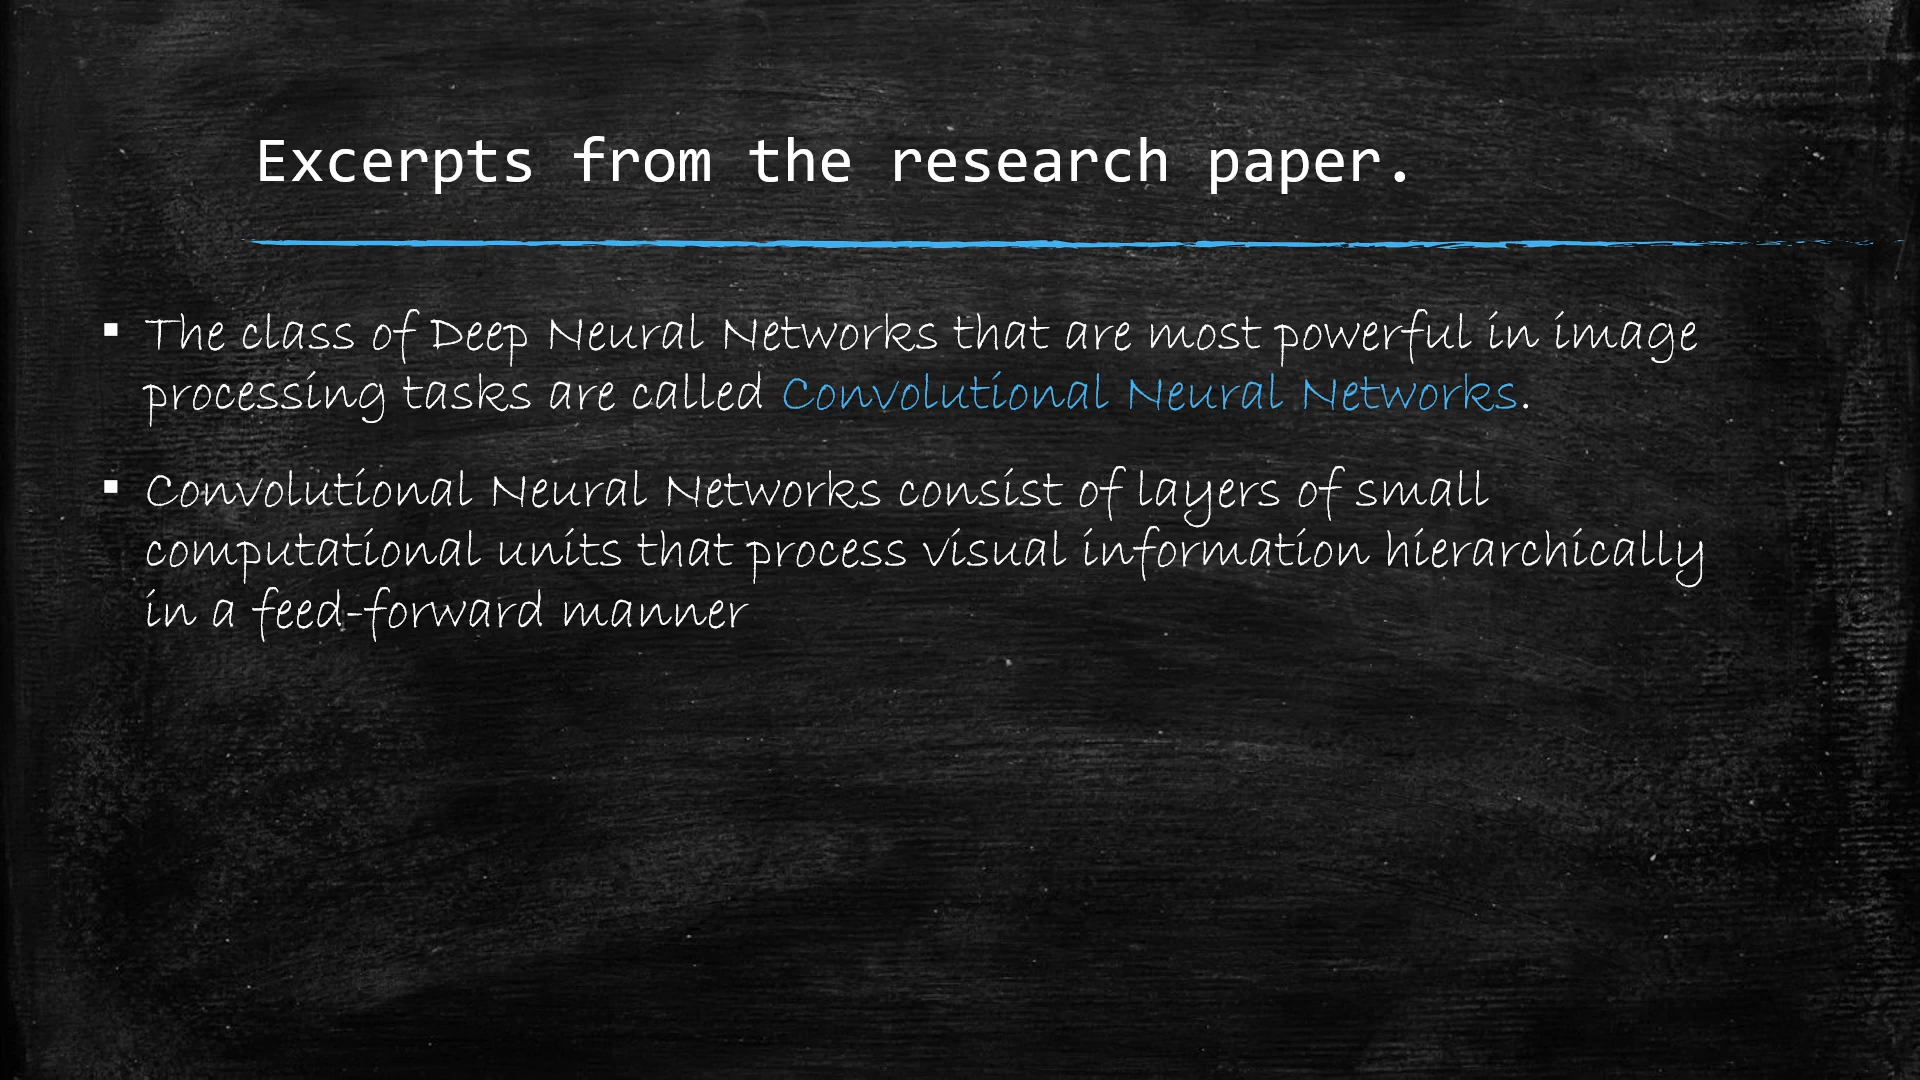 Excerpts from the research paper.
▪ The class of Deep Neural Networks that are most powerful in image
processing tasks are called Convolutional Neural Networks.
▪ Convolutional Neural Networks consist of layers of small
computational units that process visual information hierarchically
in a feed-forward manner